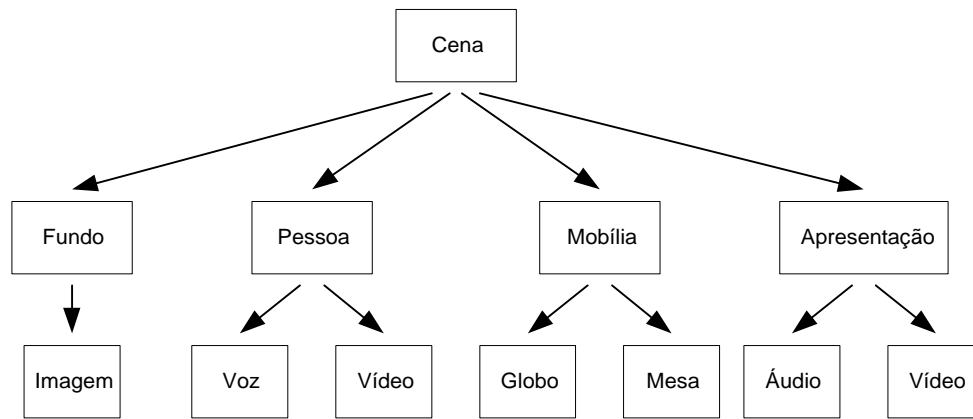 Cena
Fundo
Pessoa
Mobília
Apresentação
Imagem
Voz
Vídeo
Globo
Mesa
Áudio
Vídeo